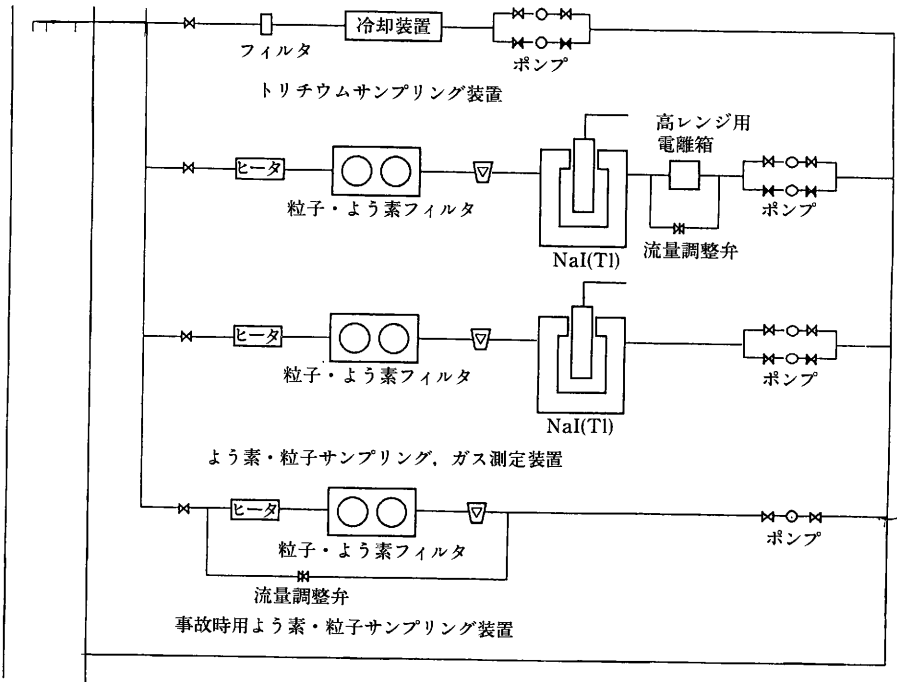 冷却装置
フィルタ
ポンプ
トリチウムサンプリング装置
高レンジ用
電離箱
ヒータ
粒子・よう素フィルタ
ポンプ
流量調整弁
NaI(Tl)
ヒータ
粒子・よう素フィルタ
ポンプ
NaI(Tl)
よう素・粒子サンプリング,ガス測定装置
ヒータ
粒子・よう素フィルタ
ポンプ
流量調整弁
事故時用よう素・粒子サンプリング装置